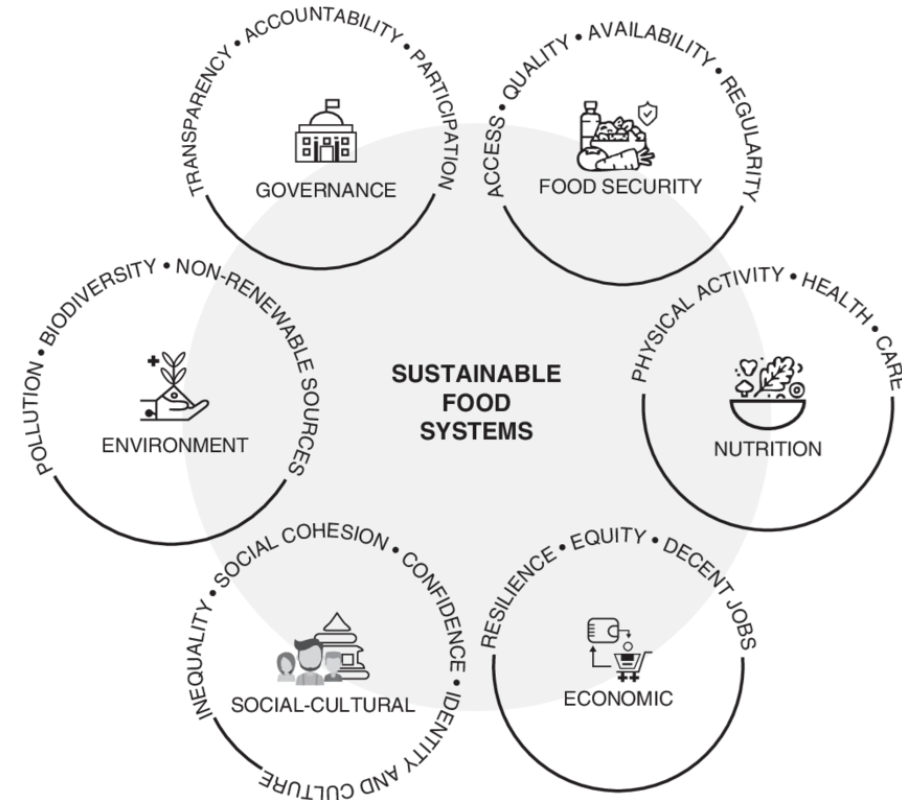 TRANSPARENCY • ACCOUNTABILITY • PARTICIPATION
GOVERNANCE
ACCESS • QUALITY • AVAILABILITY • REGULARITY
FOOD SECURITY
POLLUTION • BIODIVERSITY • NON-RENEWABLE SOURCES
ENVIRONMENT
SUSTAINABLE
FOOD
SYSTEMS
PHYSICAL ACTIVITY • HEALTH • CARE
NUTRITION
INEQUALITY • SOCIAL COHESION • CONFIDENCE • IDENTITY AND CULTURE
SOCIAL-CULTURAL
RESILIENCE • EQUITY • DECENT JOBS
ECONOMIC